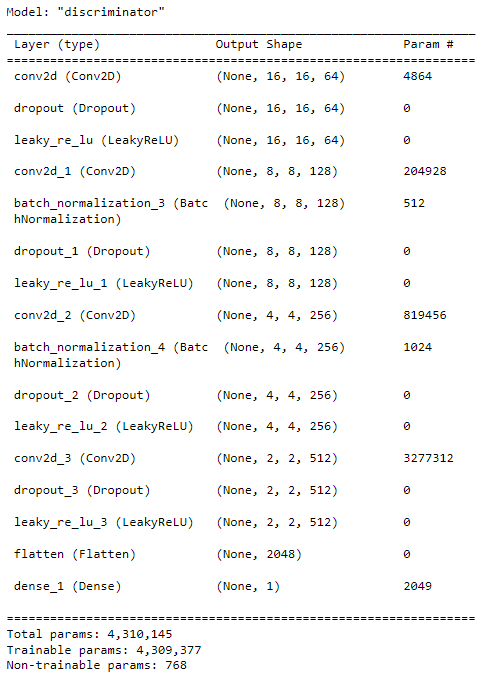 Model: "discriminator"
_________________________________________________________________
Layer (type) Output Shape Param #
=================================================================
conv2d (Conv2D) (None, 16, 16, 64) 4864
dropout (Dropout) (None, 16, 16, 64) 0
leaky_re_lu (LeakyReLU) (None, 16, 16, 64) 0
conv2d_1 (Conv2D) (None, 8, 8, 128) 204928
batch_normalization_3 (Batc (None, 8, 8, 128) 512
hNormalization)
dropout_1 (Dropout) (None, 8, 8, 128) 0
leaky_re_lu_1 (LeakyReLU) (None, 8, 8, 128) 0
conv2d_2 (Conv2D) (None, 4, 4, 256) 819456
batch_normalization_4 (Batc (None, 4, 4, 256) 1024
hNormalization)
dropout_2 (Dropout) (None, 4, 4, 256) 0
leaky_re_lu_2 (LeakyReLU) (None, 4, 4, 256) 0
conv2d_3 (Conv2D) (None, 2, 2, 512) 3277312
dropout_3 (Dropout) (None, 2, 2, 512) 0
leaky_re_lu_3 (LeakyReLU) (None, 2, 2, 512) 0
flatten (Flatten) (None, 2048) 0
dense_1 (Dense) (None, 1) 2049
=================================================================
Total params: 4,310,145
Trainable params: 4,309,377
Non-trainable params: 768